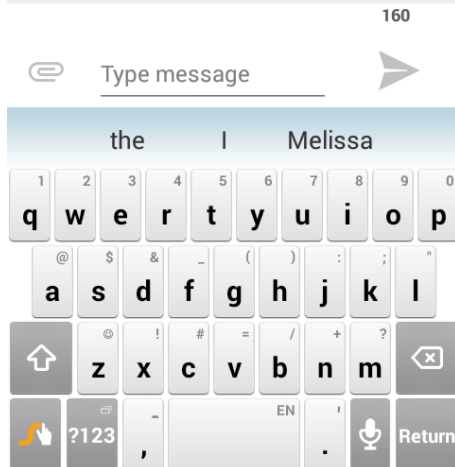 160
Type message
the I Melissa
1 2 3 4 5 6 7 8 9 0
q w e r t y u i o p
@ $ & _ ( ) : ; "
a s d f g h j k l
☺ ! # = / + ?
z x c v b n m
- EN '
?123 , . Return